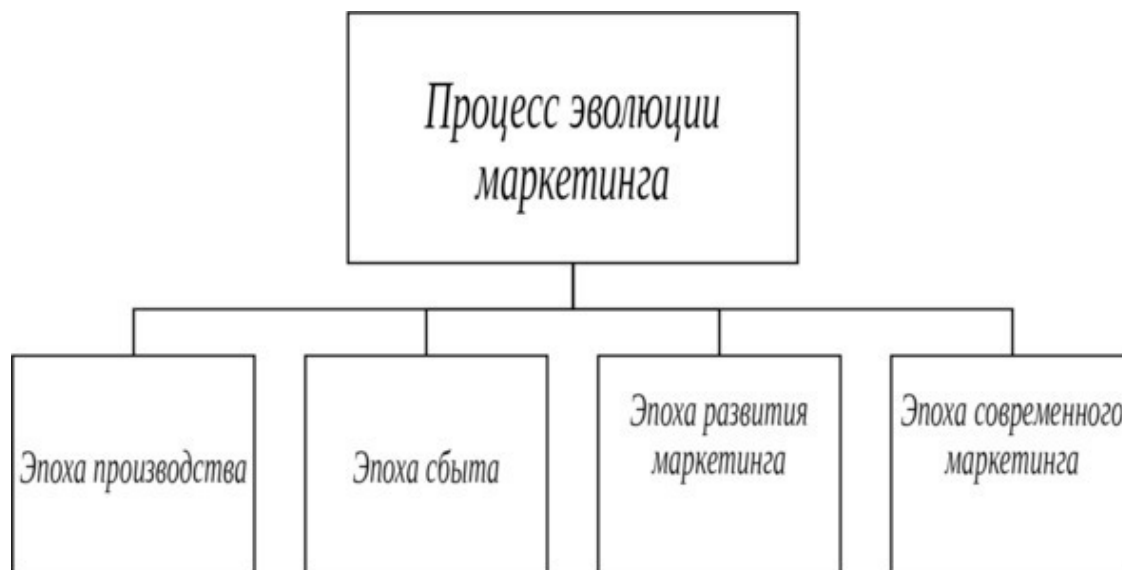 Процесс эволюции
маркетинга
Эпоха производства
Эпоха сбыта
Эпоха развития
маркетинга
Эпоха современного
маркетинга